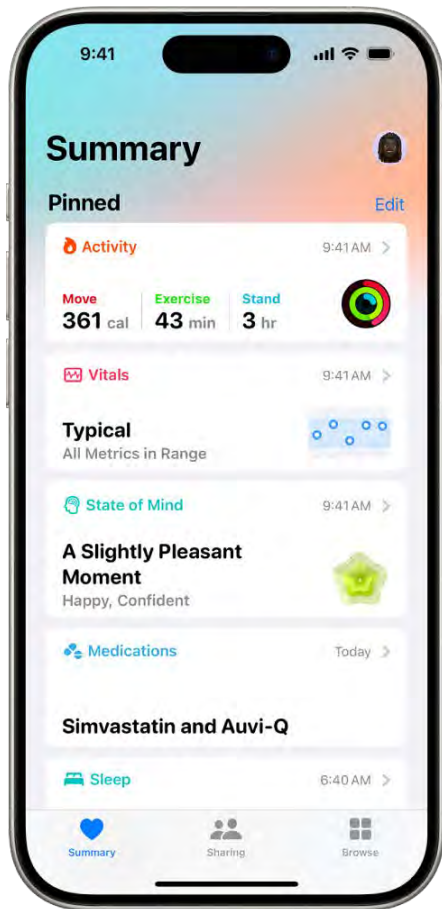 9:41
Summary
Pinned
Edit
Activity
9:41 AM
Move
Exercise
Stand
361 cal
43 min
3 hr
Vitals
9:41 AM
Typical
All Metrics in Range
State of Mind
9:41 AM
A Slightly Pleasant
Moment
Happy, Confident
Medications
Today
Simvastatin and Auvi-Q
Sleep
6:40 AM
Summary
Sharing
Browse